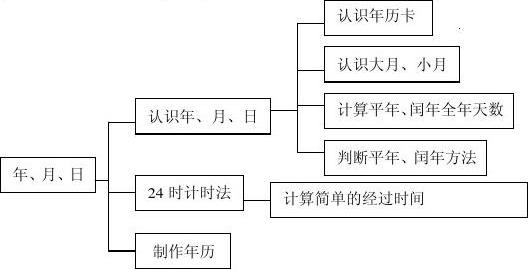 认识年历卡
认识大月、小月
认识年、月、日
计算平年、闰年全年天数
判断平年、闰年方法
年、月、日
24时计时法
计算简单的经过时间
制作年历